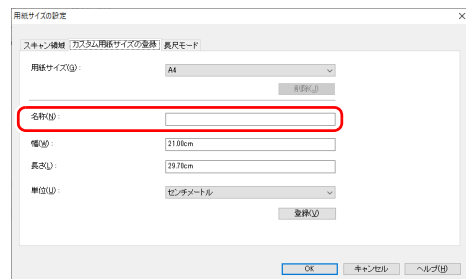 用紙サイズの設定
スキャン領域 カスタム用紙サイズの登録 長尺モード
用紙サイズ(G): A4
削除(J)
名称(N):
幅(W): 21.00cm
長さ(L): 29.70cm
単位(U): センチメートル
登録(V)
OK キャンセル ヘルプ(H)